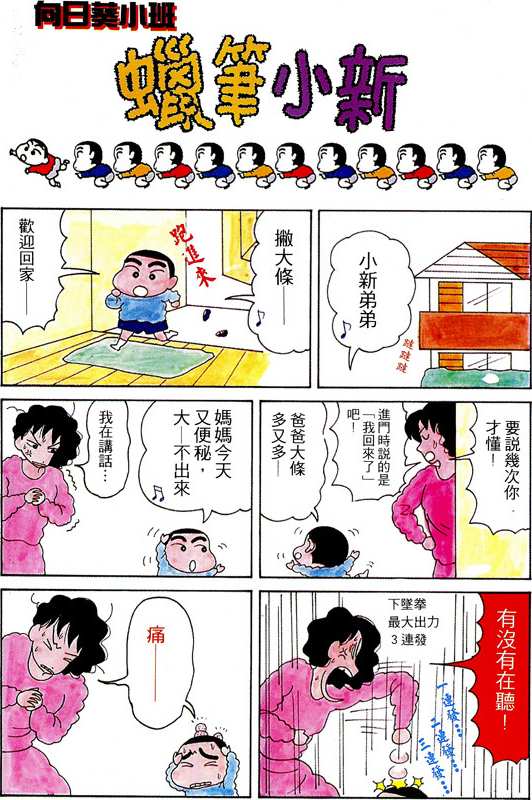 向日葵小班
蠟筆小新
小新弟弟
躂躂躂
撇大條——
跑進來
歡迎回家——
要說幾次你
才懂！
進門時說的是
「我回來了」
吧！
爸爸大條
多又多——
媽媽今天
又便秘，
大—不出來
我在講話…
有沒有在聽！
下墜拳
最大出力
3連發
一連發……
二連發……
三連發……
痛——